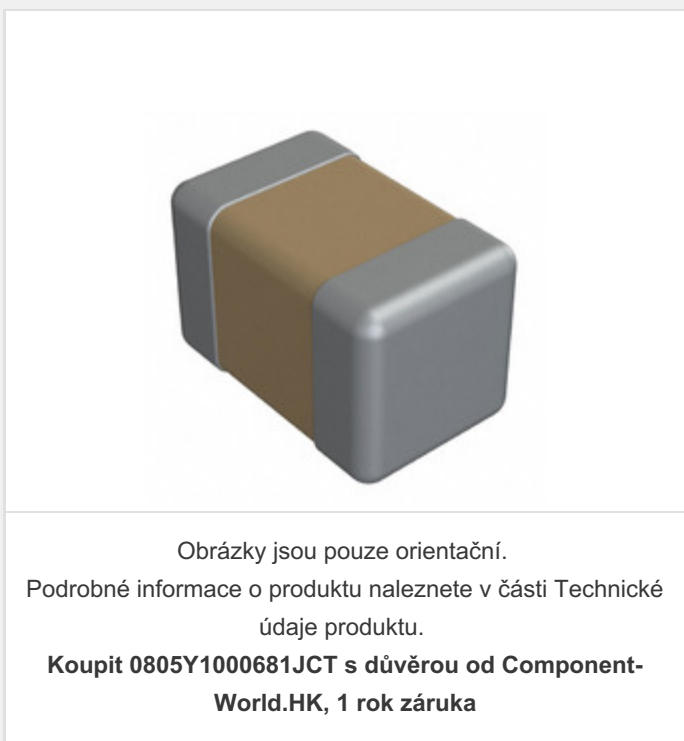 Obrázky jsou pouze orientační.
Podrobné informace o produktu naleznete v části Technické
údaje produktu.
Koupit 0805Y1000681JCT s důvěrou od Component-
World.HK, 1 rok záruka